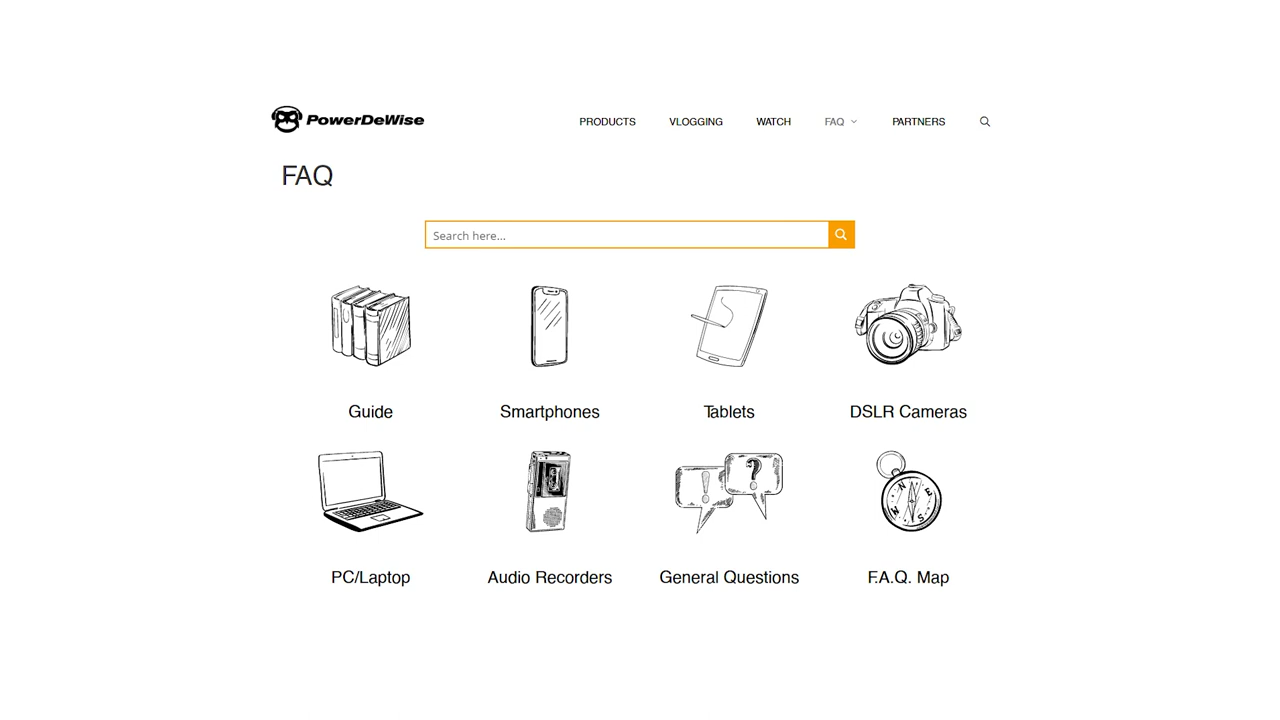 PowerDeWise
PRODUCTS VLOGGING WATCH FAQ PARTNERS
FAQ
Search here...
Guide Smartphones Tablets DSLR Cameras
PC/Laptop Audio Recorders General Questions F.A.Q. Map